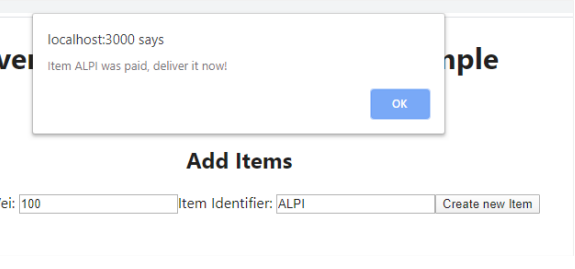 localhost:3000 says
Item ALPI was paid, deliver it now!
OK
Add Items
100 Item Identifier: ALPI Create new Item